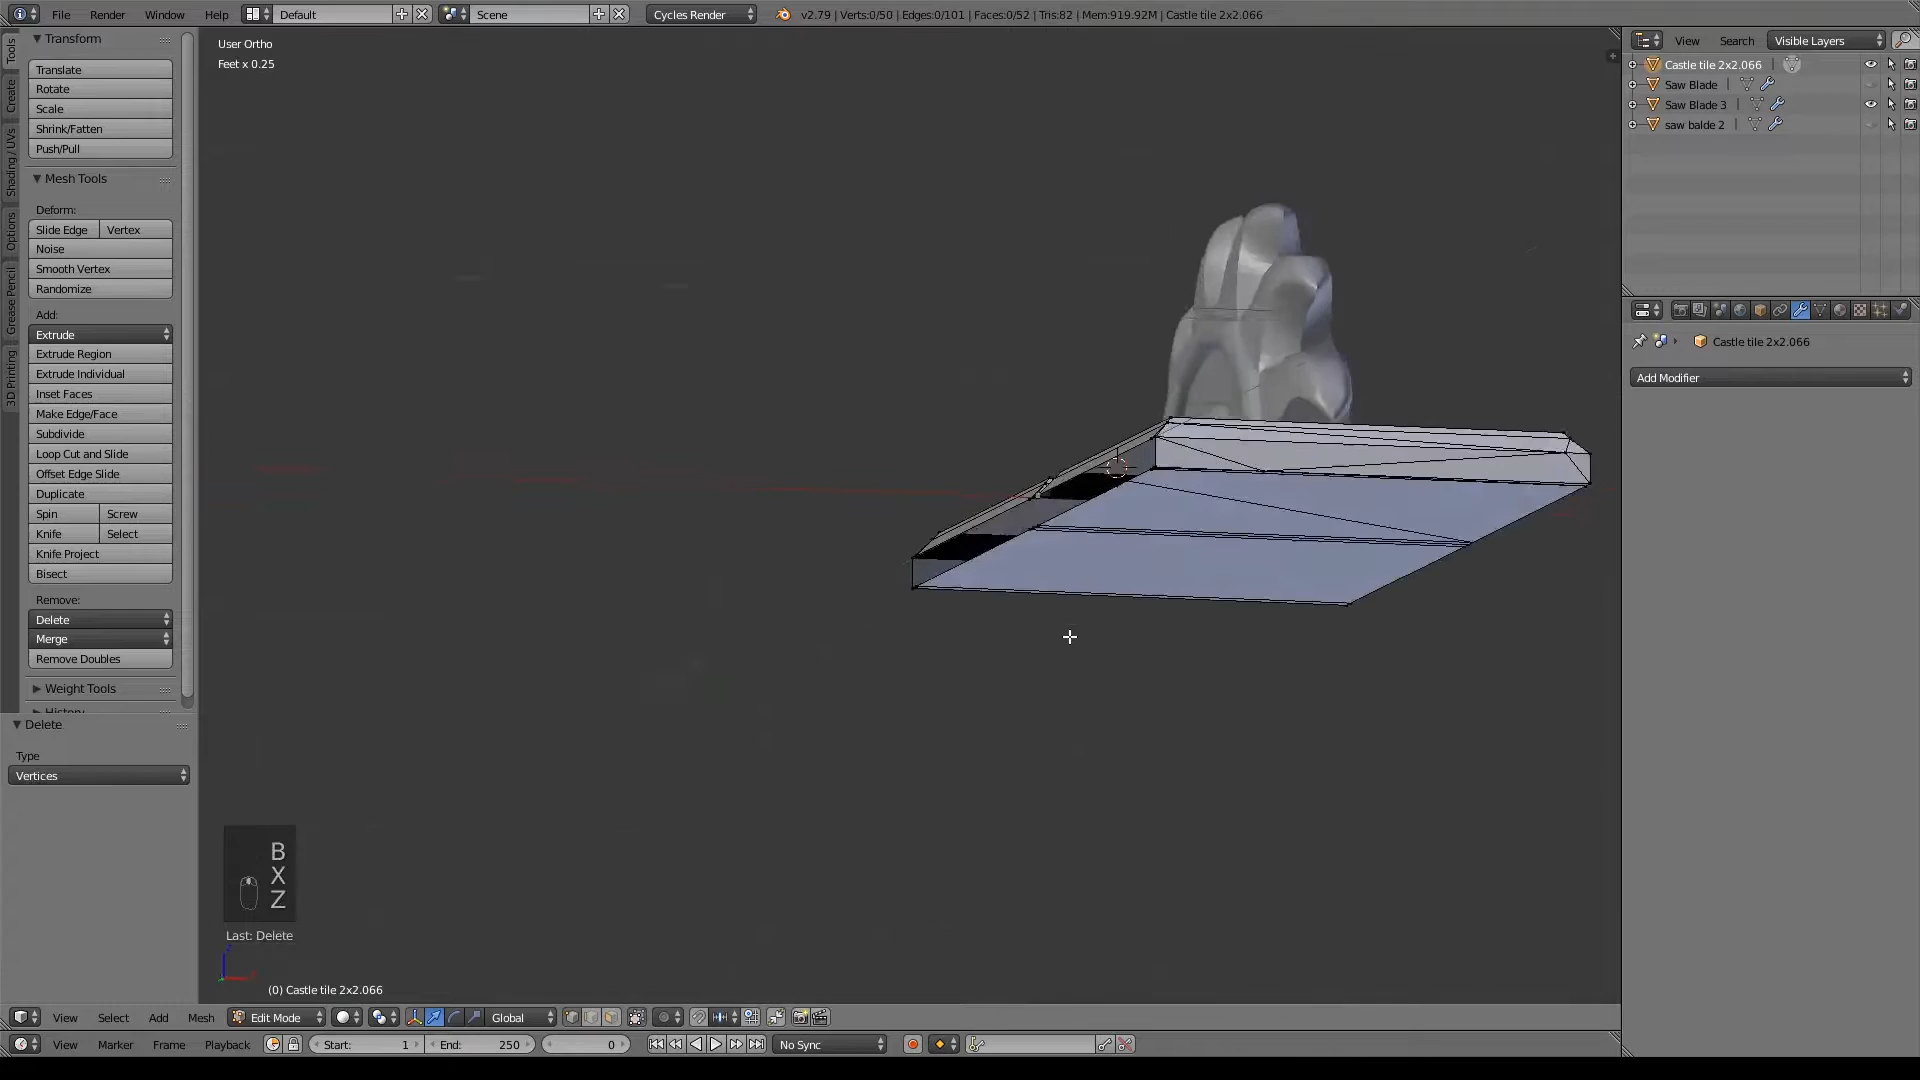 File Render Window Help Default Scene Cycles Render v2.79 | Verts:0/50 | Edges:0/101 | Faces:0/52 | Tris:82 | Mem:919.92M | Castle tile 2x2.066
Tools
Create
Shading / UVs
Options
Grease Pencil
3D Printing
Transform
Translate
Rotate
Scale
Shrink/Fatten
Push/Pull
Mesh Tools
Deform:
Slide Edge Vertex
Noise
Smooth Vertex
Randomize
Add:
Extrude
Extrude Region
Extrude Individual
Inset Faces
Make Edge/Face
Subdivide
Loop Cut and Slide
Offset Edge Slide
Duplicate
Spin Screw
Knife Select
Knife Project
Bisect
Remove:
Delete
Merge
Remove Doubles
Weight Tools
History
Delete
Type
Vertices
User Ortho
Feet x 0.25
B
X
Z
Last: Delete
(0) Castle tile 2x2.066
View Search Visible Layers
Castle tile 2x2.066
Saw Blade
Saw Blade 3
saw balde 2
Castle tile 2x2.066
Add Modifier
View Select Add Mesh Edit Mode Global
View Marker Frame Playback Start: 1 End: 250 0 No Sync